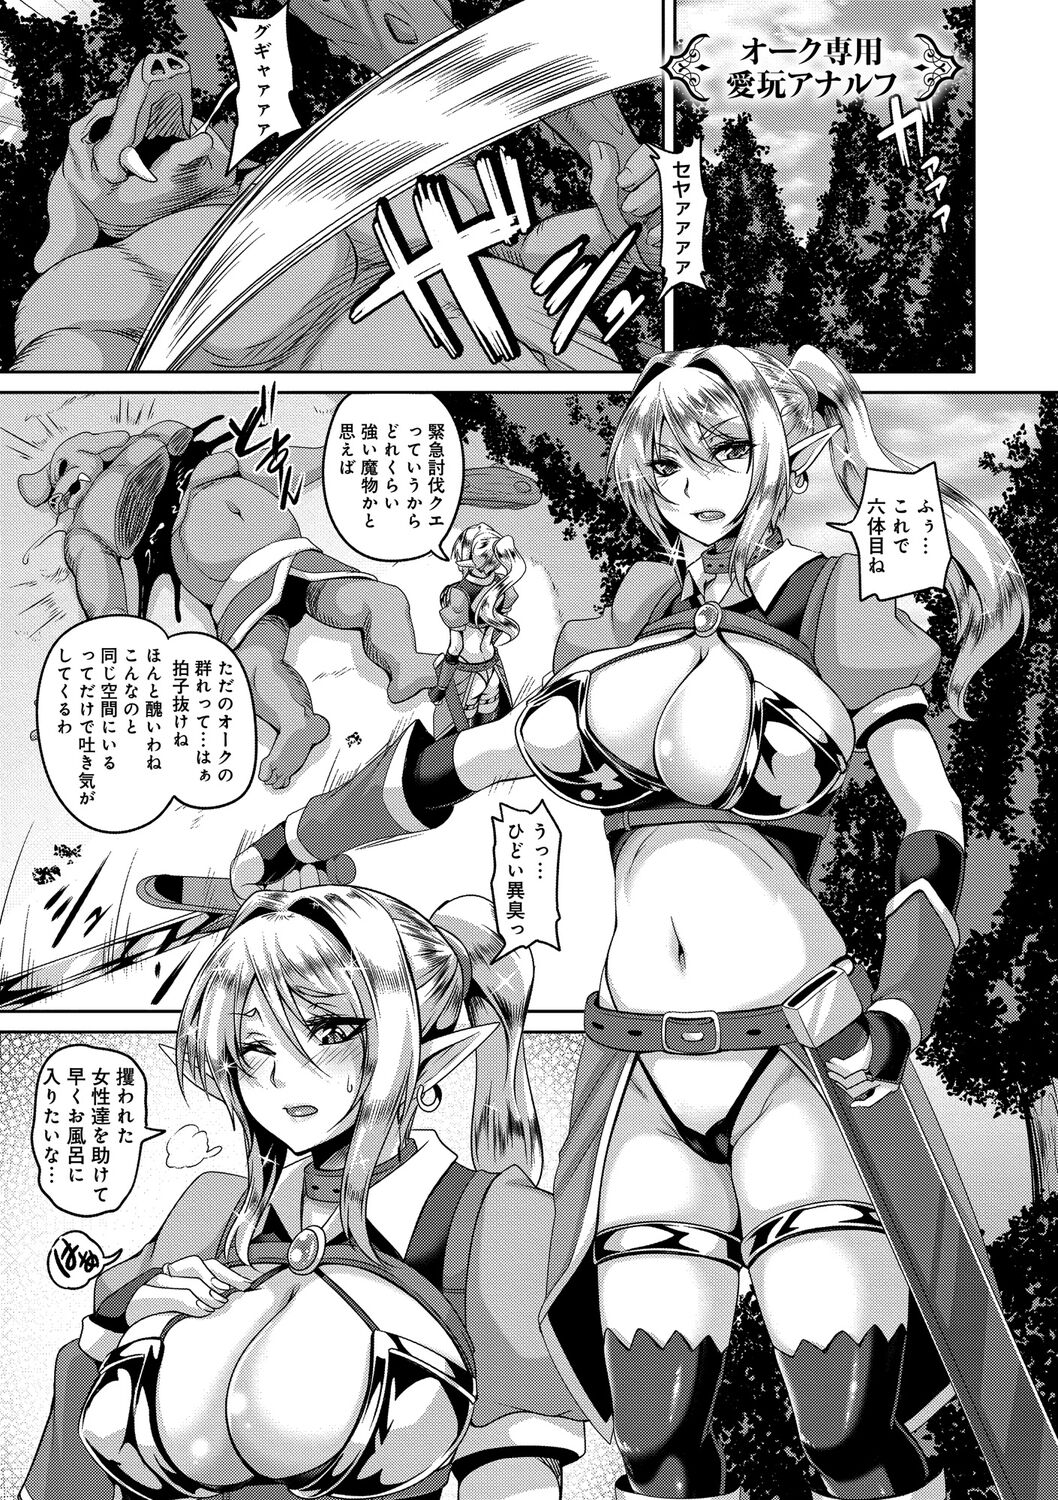 オーク専用
愛玩アナルフ
ガァァァ
セヤァァァァ
グギャァァァ
ザシュッ
ふぅ…
これで
六体目ね
緊急討伐クエ
っていうから
どれくらい
強い魔物かと
思えば
ただのオークの
群れって…はぁ
拍子抜けね
ほんと醜いわね
こんなのと
同じ空間にいる
ってだけで吐き気が
してくるわ
うっ…
ひどい異臭っ
攫われた
女性達を助けて
早くお風呂に
入りたいな…
はぁ